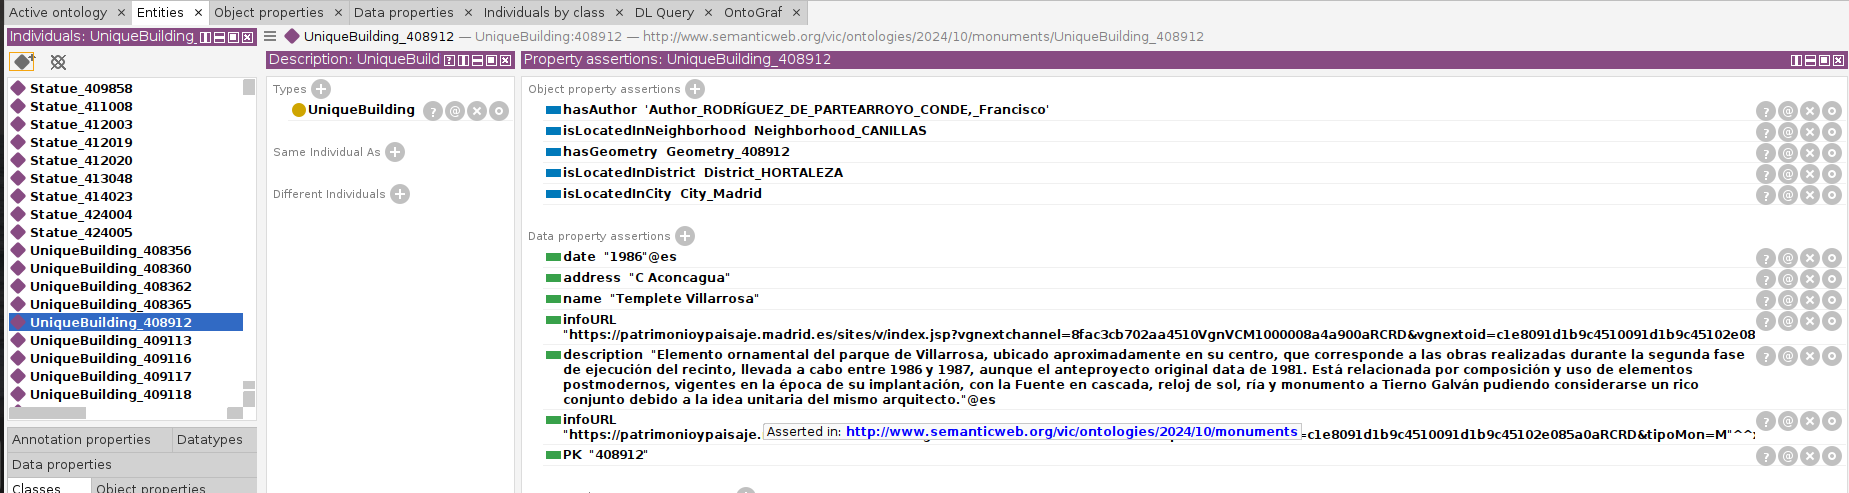 Active ontology × Entities × Object properties × Data properties × Individuals by class × DL Query × OntoGraf ×
Individuals: UniqueBuilding_
UniqueBuilding_408912 — UniqueBuilding:408912 — http://www.semanticweb.org/vic/ontologies/2024/10/monuments/UniqueBuilding_408912
Statue_409858
Statue_411008
Statue_412003
Statue_412019
Statue_412020
Statue_413048
Statue_414023
Statue_424004
Statue_424005
UniqueBuilding_408356
UniqueBuilding_408360
UniqueBuilding_408362
UniqueBuilding_408365
UniqueBuilding_408912
UniqueBuilding_409113
UniqueBuilding_409116
UniqueBuilding_409117
UniqueBuilding_409118
Annotation properties Datatypes
Data properties
Classes Object properties
Description: UniqueBuild
Types
UniqueBuilding
Same Individual As
Different Individuals
Property assertions: UniqueBuilding_408912
Object property assertions
hasAuthor 'Author_RODRÍGUEZ_DE_PARTEARROYO_CONDE,_Francisco'
isLocatedInNeighborhood Neighborhood_CANILLAS
hasGeometry Geometry_408912
isLocatedInDistrict District_HORTALEZA
isLocatedInCity City_Madrid
Data property assertions
date "1986"@es
address "C Aconcagua"
name "Templete Villarrosa"
infoURL
"https://patrimonioypaisaje.madrid.es/sites/v/index.jsp?vgnextchannel=8fac3cb702aa4510VgnVCM1000008a4a900aRCRD&vgnextoid=c1e8091d1b9c4510091d1b9c45102e08
description "Elemento ornamental del parque de Villarrosa, ubicado aproximadamente en su centro, que corresponde a las obras realizadas durante la segunda fase
de ejecución del recinto, llevada a cabo entre 1986 y 1987, aunque el anteproyecto original data de 1981. Está relacionada por composición y uso de elementos
postmodernos, vigentes en la época de su implantación, con la Fuente en cascada, reloj de sol, ría y monumento a Tierno Galván pudiendo considerarse un rico
conjunto debido a la idea unitaria del mismo arquitecto."@es
infoURL
"https://patrimonioypaisaje. =c1e8091d1b9c4510091d1b9c45102e085a0aRCRD&tipoMon=M"^^
Asserted in: http://www.semanticweb.org/vic/ontologies/2024/10/monuments
PK "408912"